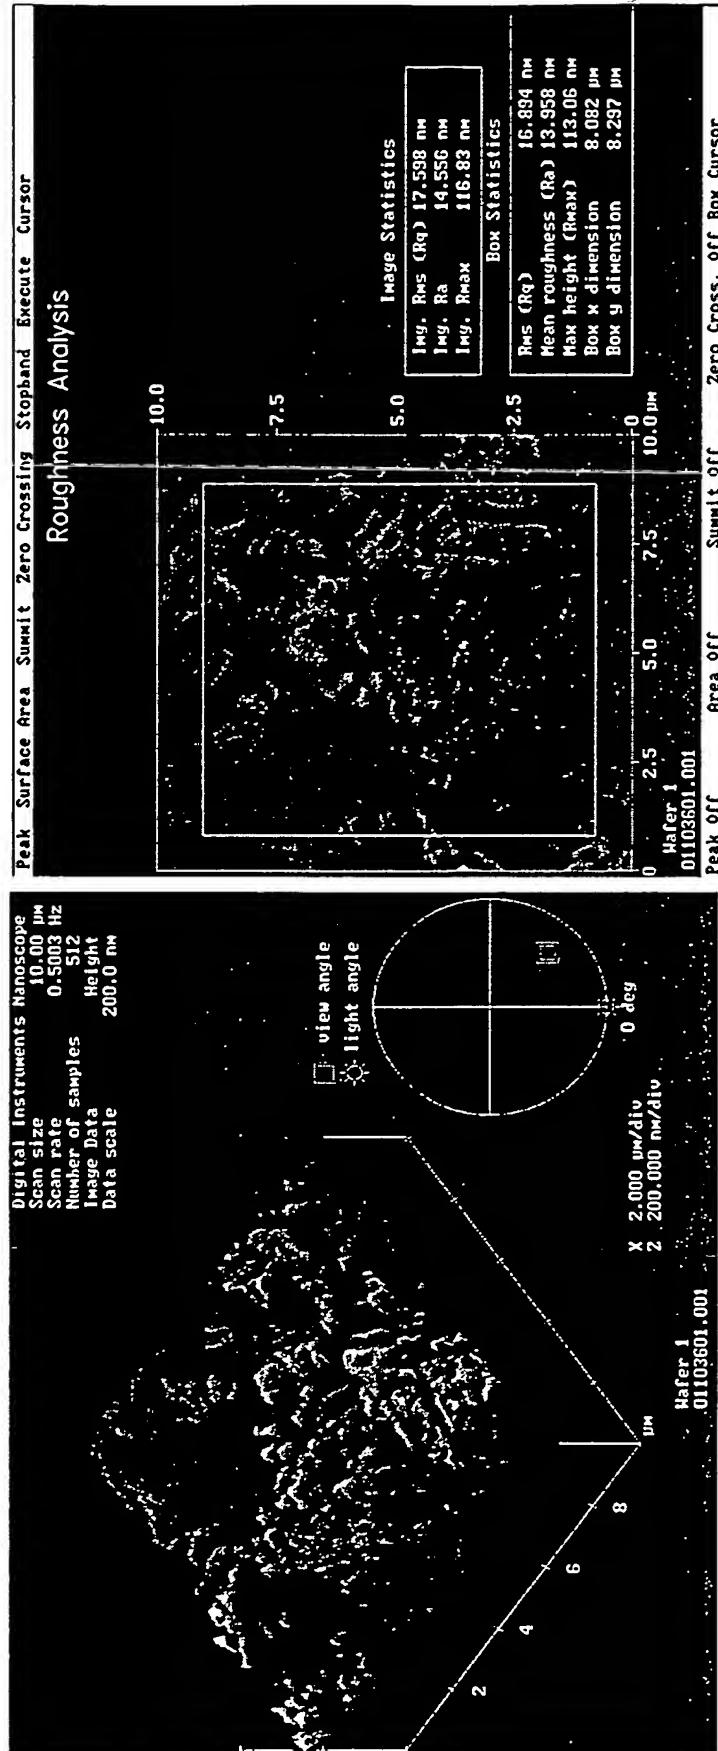 Digital Instruments Nanoscope
Scan size 10.00 µm
Scan rate 0.5003 Hz
Number of samples 512
Image Data Height
Data scale 200.0 nm
view angle
light angle
0 deg
2
4
6
8
µm
X 2.000 µm/div
Z 200.000 nm/div
Wafer 1
01103601.001
Peak Surface Area Summit Zero Crossing Stopband Execute Cursor
Roughness Analysis
10.0
7.5
5.0
2.5
0
0 2.5 5.0 7.5 10.0 µm
Image Statistics
Img. Rms (Rq) 17.598 nm
Img. Ra 14.556 nm
Img. Rmax 116.83 nm
Box Statistics
Rms (Rq) 16.894 nm
Mean roughness (Ra) 13.958 nm
Max height (Rmax) 113.06 nm
Box x dimension 8.082 µm
Box y dimension 8.297 µm
Wafer 1
01103601.001
Peak Off Area Off Summit Off Zero Cross. Off Box Cursor